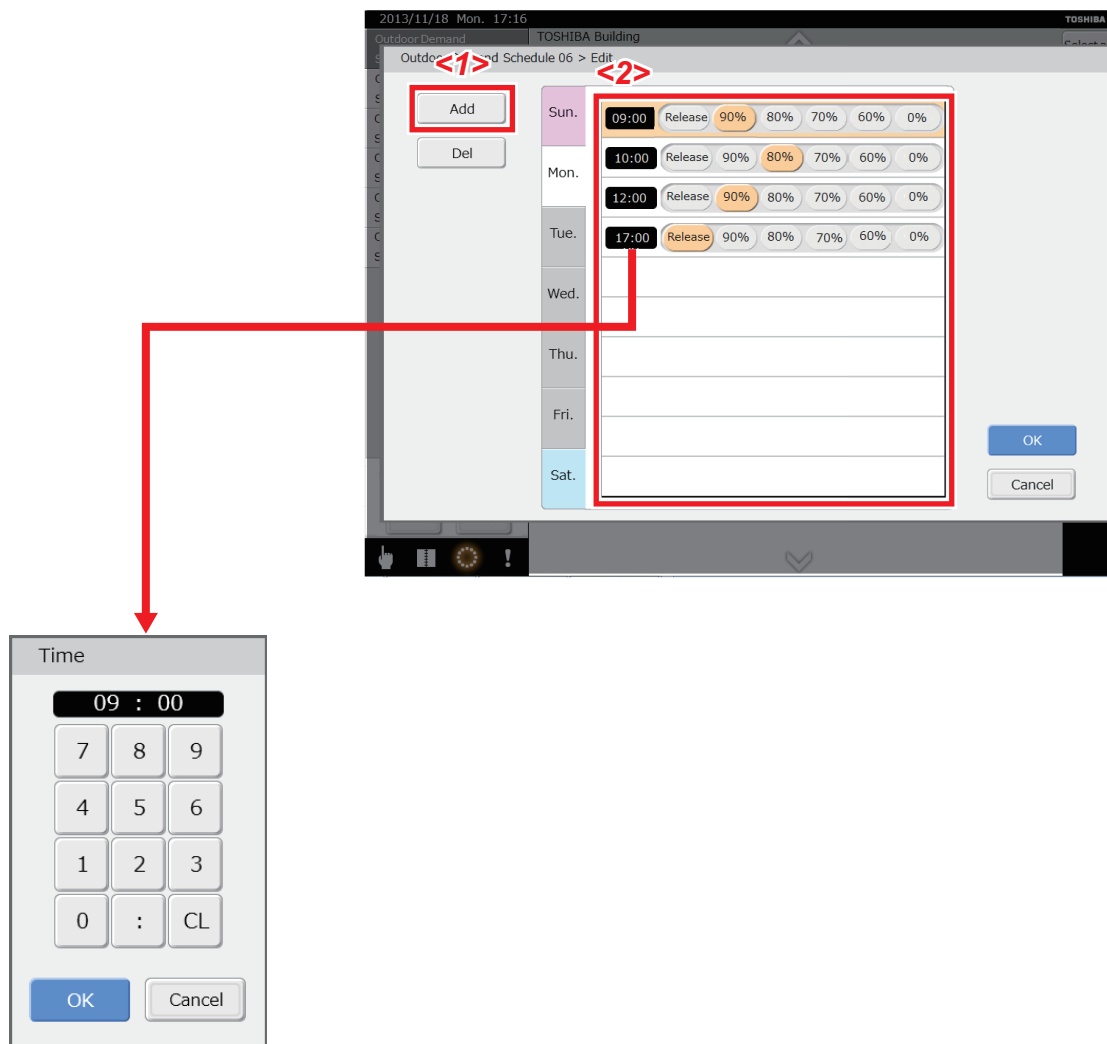 2013/11/18 Mon. 17:16
TOSHIBA
Outdoor Demand
TOSHIBA Building
Outdoor Demand Schedule 06 > Edit
<1>
<2>
Add
Del
Sun.
Mon.
Tue.
Wed.
Thu.
Fri.
Sat.
09:00 Release 90% 80% 70% 60% 0%
10:00 Release 90% 80% 70% 60% 0%
12:00 Release 90% 80% 70% 60% 0%
17:00 Release 90% 80% 70% 60% 0%
OK
Cancel
Time
09 : 00
7 8 9
4 5 6
1 2 3
0 : CL
OK Cancel